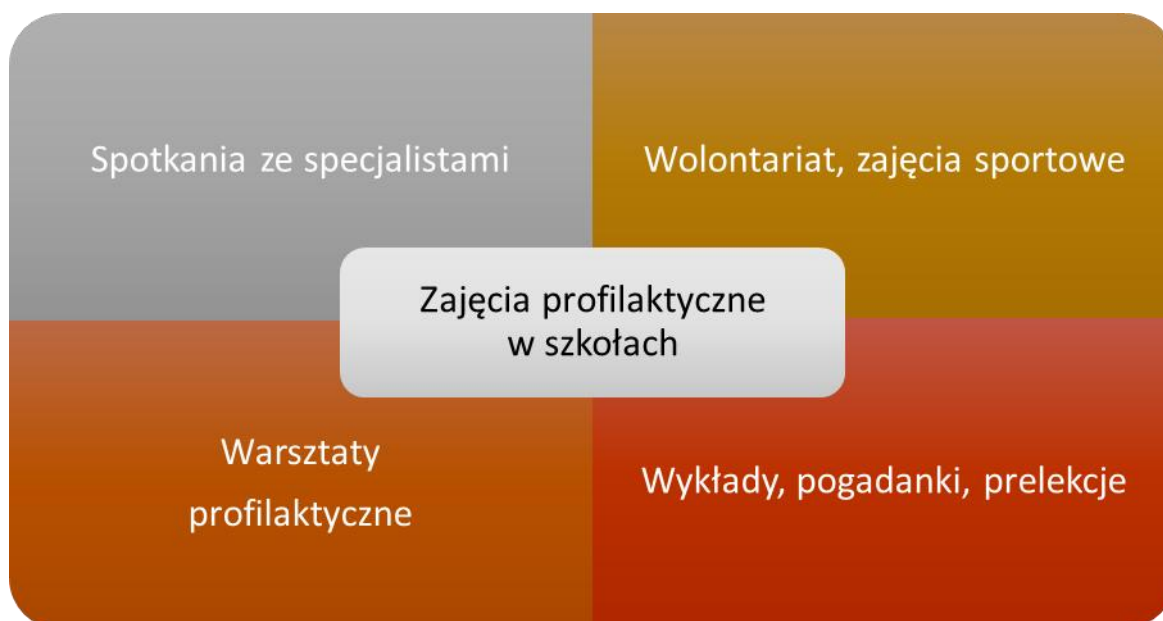 Spotkania ze specjalistami
Wolontariat, zajęcia sportowe
Zajęcia profilaktyczne
w szkołach
Warsztaty
profilaktyczne
Wykłady, pogadanki, prelekcje